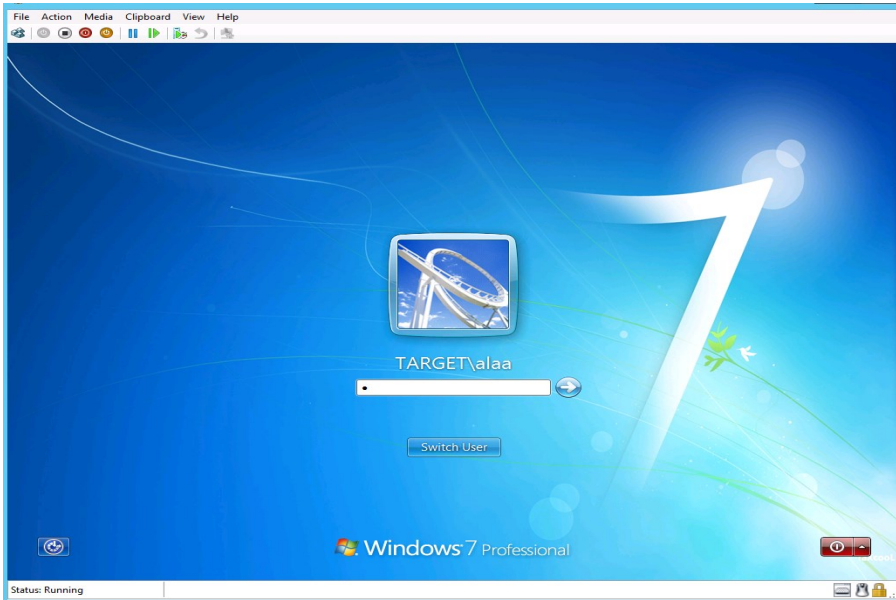 File Action Media Clipboard View Help
TARGET\alaa
Switch User
Windows 7 Professional
Status: Running